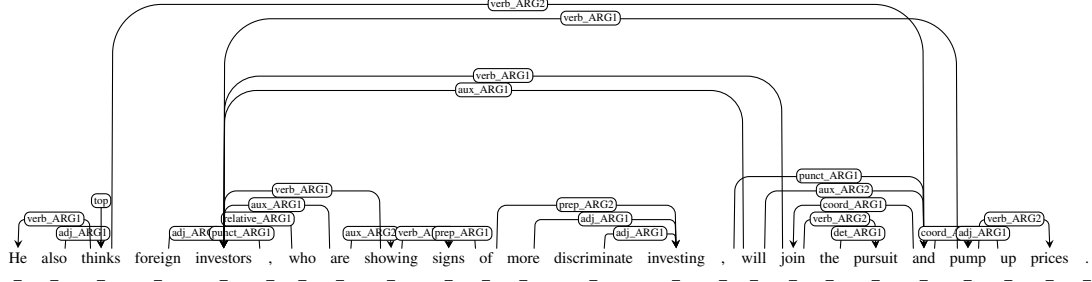 verb_ARG2
verb_ARG1
verb_ARG1
aux_ARG1
punct_ARG1
verb_ARG1 aux_ARG2
top aux_ARG1 prep_ARG2 coord_ARG1
verb_ARG1 relative_ARG1 adj_ARG1 verb_ARG2 verb_ARG2
adj_ARG1 punct_ARG1 aux_ARG2 prep_ARG1 adj_ARG1 det_ARG1 adj_ARG1
He also thinks foreign investors , who are showing signs of more discriminate investing , will join the pursuit and pump up prices .
_ _ _ _ _ _ _ _ _ _ _ _ _ _ _ _ _ _ _ _ _ _ _ _ _